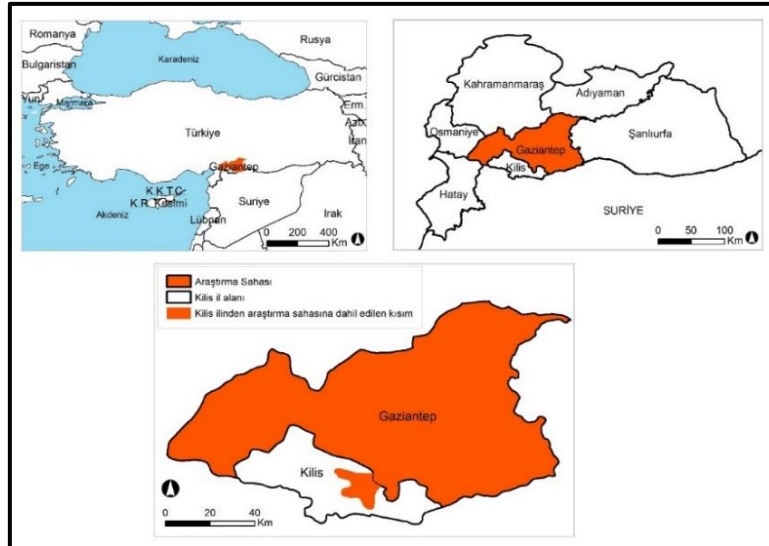 Romanya
Rusya
Bulgaristan
Karadeniz
Gürcistan
Yun.
Marmara
Erm.
Azb.
Türkiye
İran
Ege
Gaziantep
K K T C
K R Kesimi
Akdeniz
Suriye
Lübnan
Irak
0 200 400
Km
Kahramanmaraş
Adıyaman
Osmaniye
Şanlıurfa
Gaziantep
Kilis
Hatay
SURİYE
0 50 100
Km
Araştırma Sahası
Kilis il alanı
Kilis ilinden araştırma sahasına dahil edilen kısım
Gaziantep
Kilis
0 20 40
Km